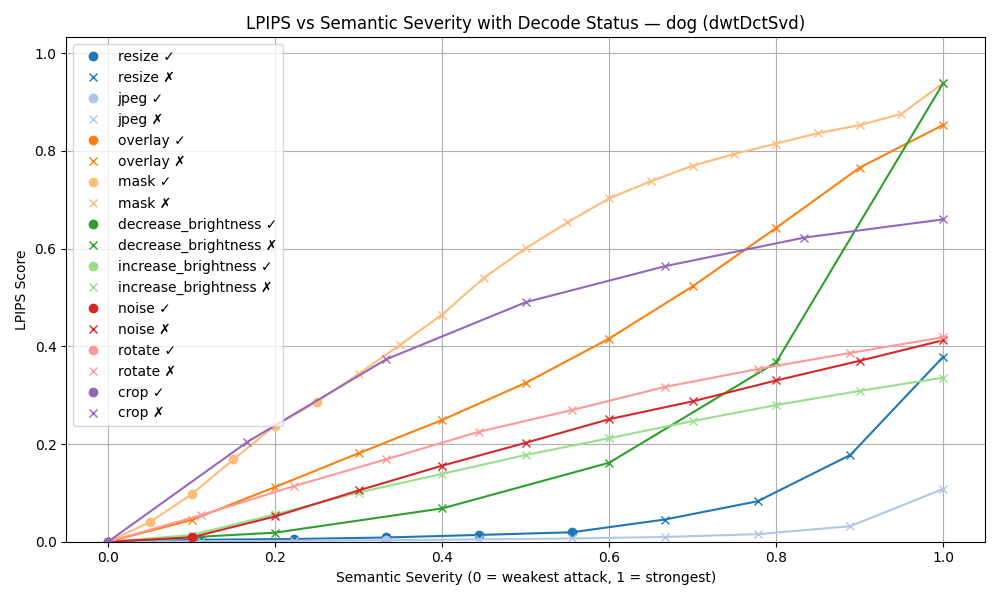 LPIPS vs Semantic Severity with Decode Status — dog (dwtDctSvd)
LPIPS Score
1.0
0.8
0.6
0.4
0.2
0.0
resize ✓
resize ✗
jpeg ✓
jpeg ✗
overlay ✓
overlay ✗
mask ✓
mask ✗
decrease_brightness ✓
decrease_brightness ✗
increase_brightness ✓
increase_brightness ✗
noise ✓
noise ✗
rotate ✓
rotate ✗
crop ✓
crop ✗
0.0 0.2 0.4 0.6 0.8 1.0
Semantic Severity (0 = weakest attack, 1 = strongest)